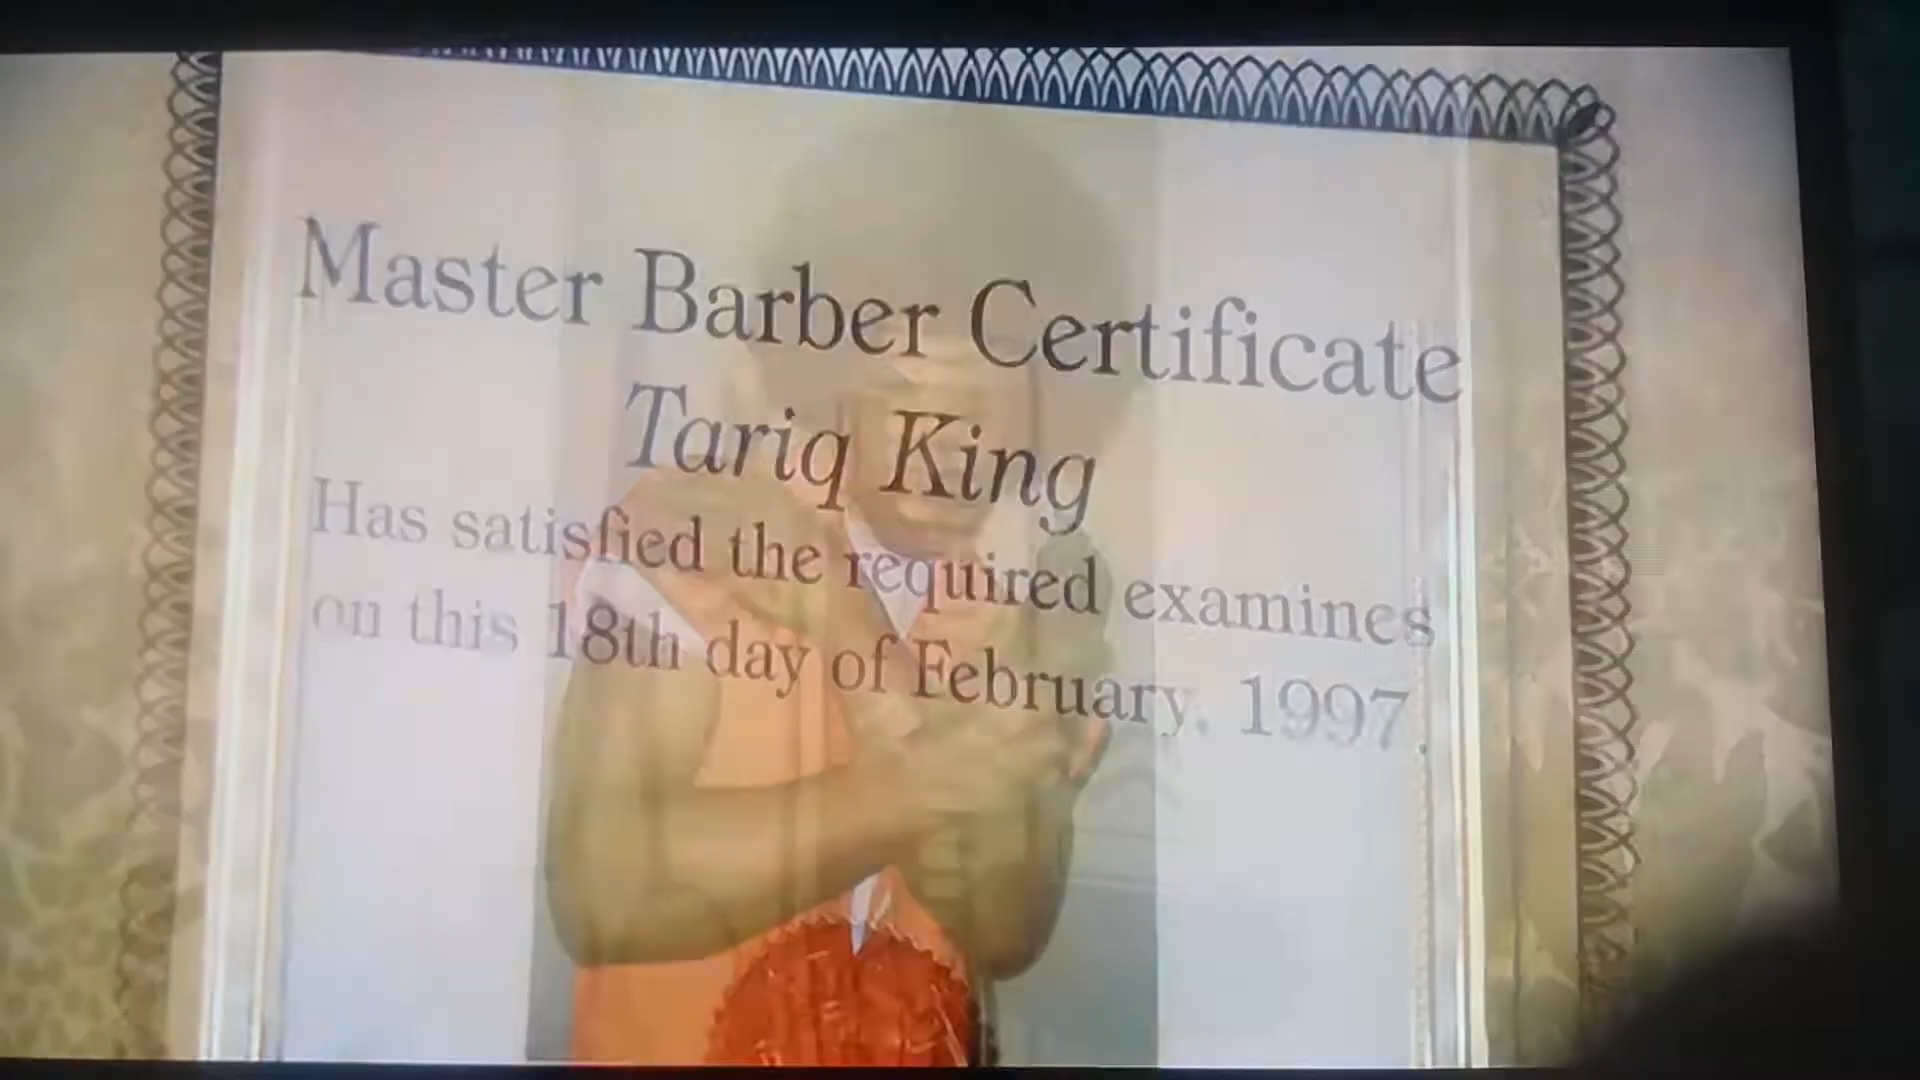 Master Barber Certificate
Tariq King
Has satisfied the required examines
on this 18th day of February, 1997.